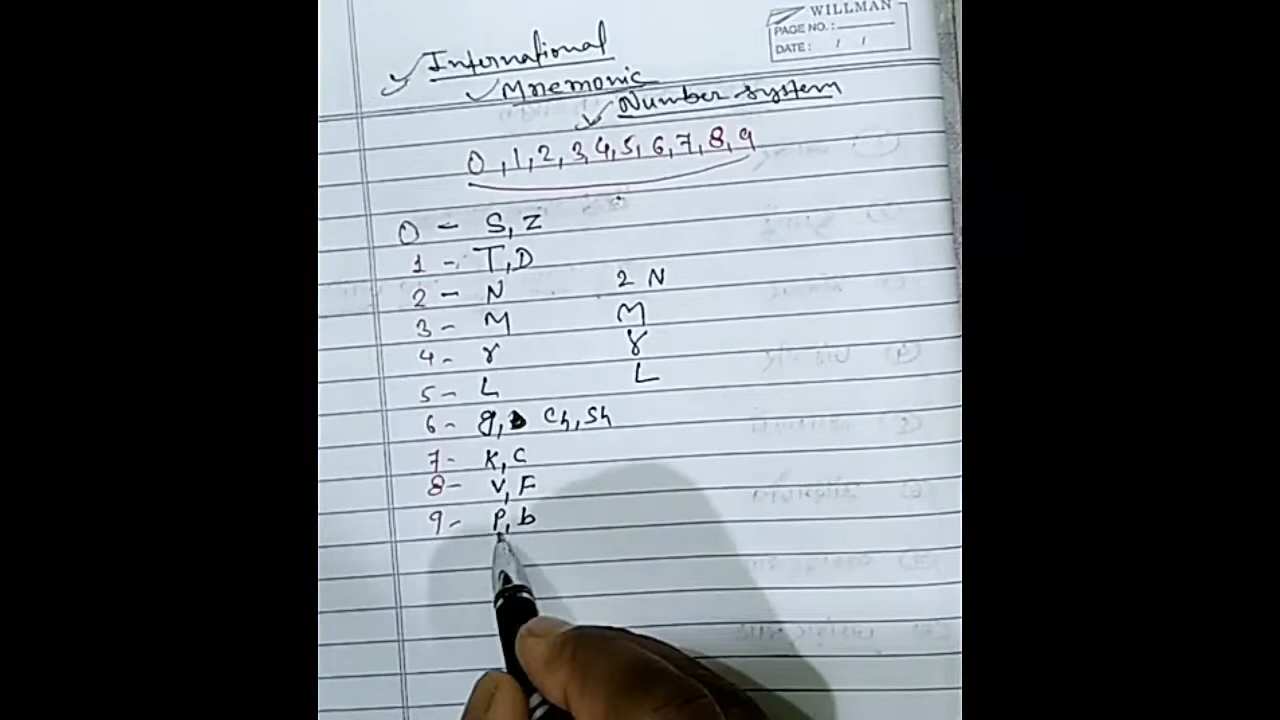 WILLMAN
PAGE NO.:
DATE: / /
International
Mnemonic
Number system
0, 1, 2, 3, 4, 5, 6, 7, 8, 9
0 - S, Z
1 - T, D
2 - N 2 N
3 - M M
4 - r r
5 - L L
6 - g, Ch, Sh
7 - K, C
8 - V, F
9 - P, b